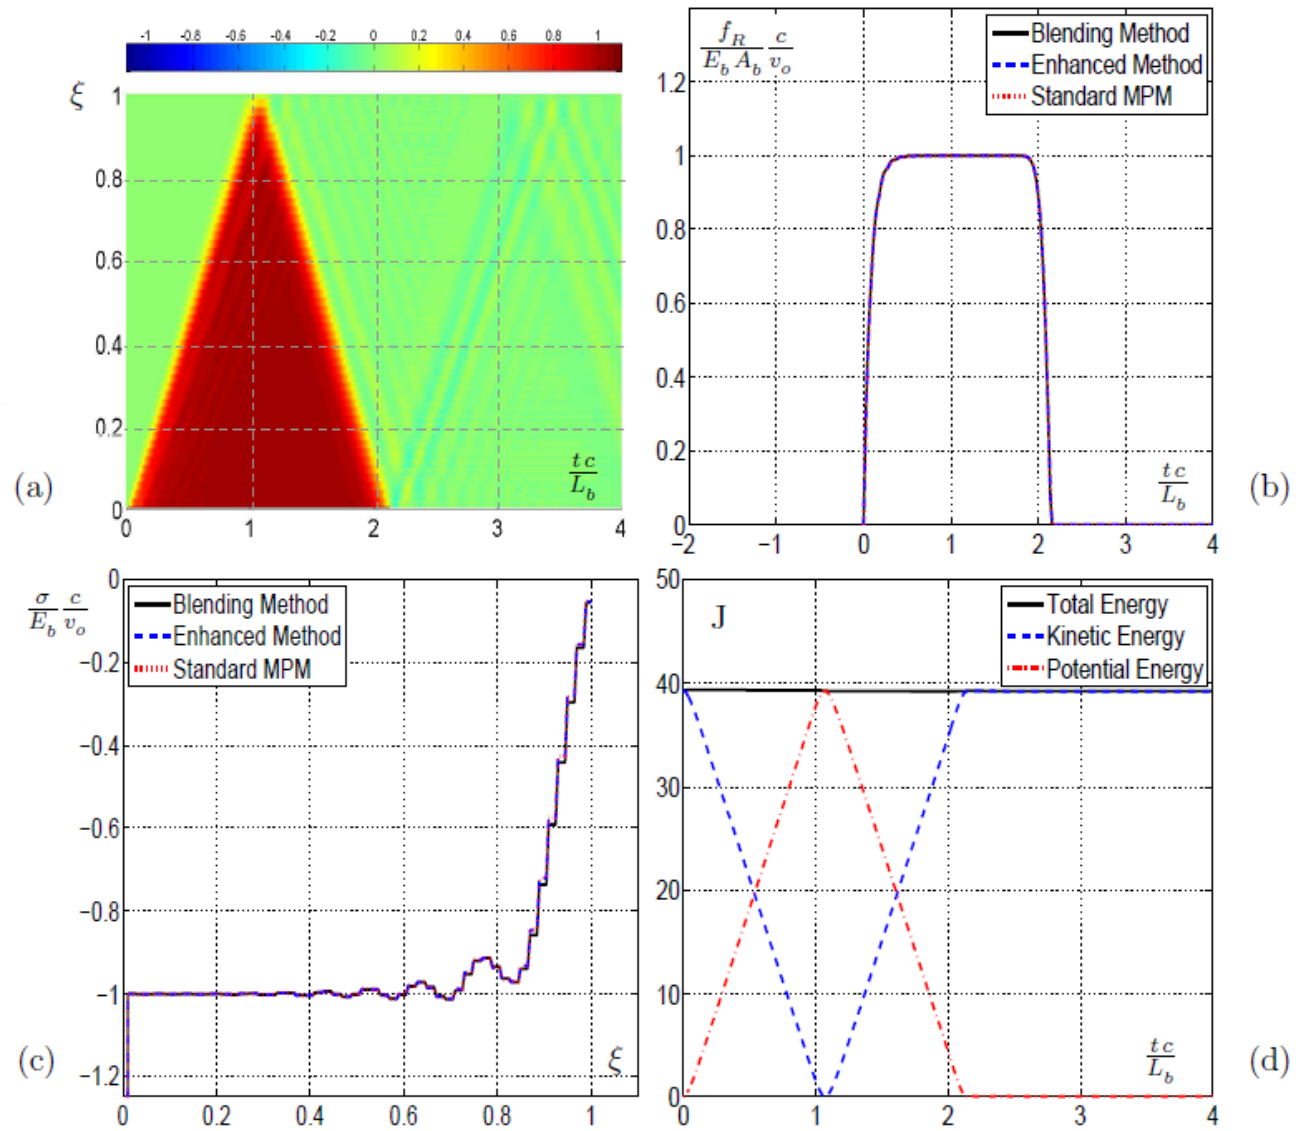 -1 -0.8 -0.6 -0.4 -0.2 0 0.2 0.4 0.6 0.8 1
ξ
1
0.8
0.6
0.4
0.2
0
0 1 2 3 4
t c
L_b
(a)
f_R c
E_b A_b v_o
Blending Method
Enhanced Method
Standard MPM
1.2
1
0.8
0.6
0.4
0.2
0
−2 −1 0 1 2 3 4
t c
L_b
(b)
σ c
E_b v_o
Blending Method
Enhanced Method
Standard MPM
0
−0.2
−0.4
−0.6
−0.8
−1
−1.2
0 0.2 0.4 0.6 0.8 1
ξ
(c)
J
Total Energy
Kinetic Energy
Potential Energy
50
40
30
20
10
0
0 1 2 3 4
t c
L_b
(d)